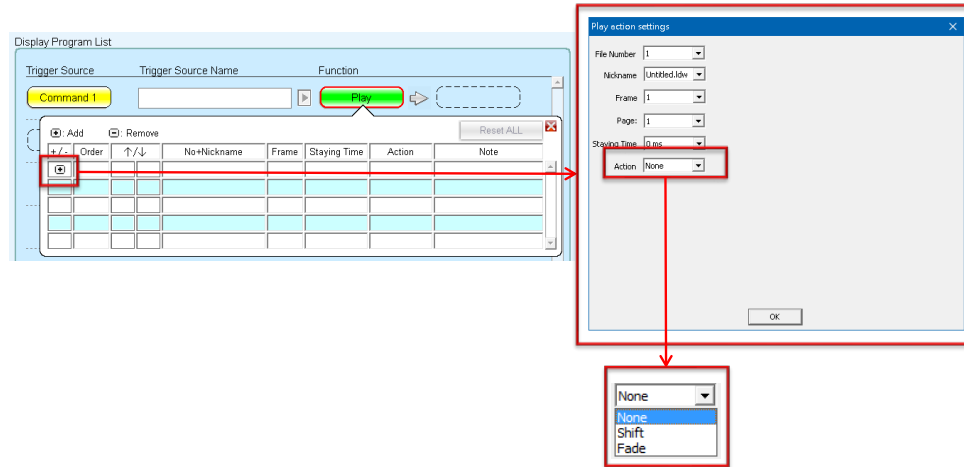 Display Program List
Trigger Source Trigger Source Name Function
Command 1 Play
: Add : Remove Reset ALL
+/- Order ↑/↓ No+Nickname Frame Staying Time Action Note
Play action settings
File Number 1
Nickname Untitled.ldw
Frame 1
Page: 1
Staying Time 0 ms
Action None
OK
None
None
Shift
Fade